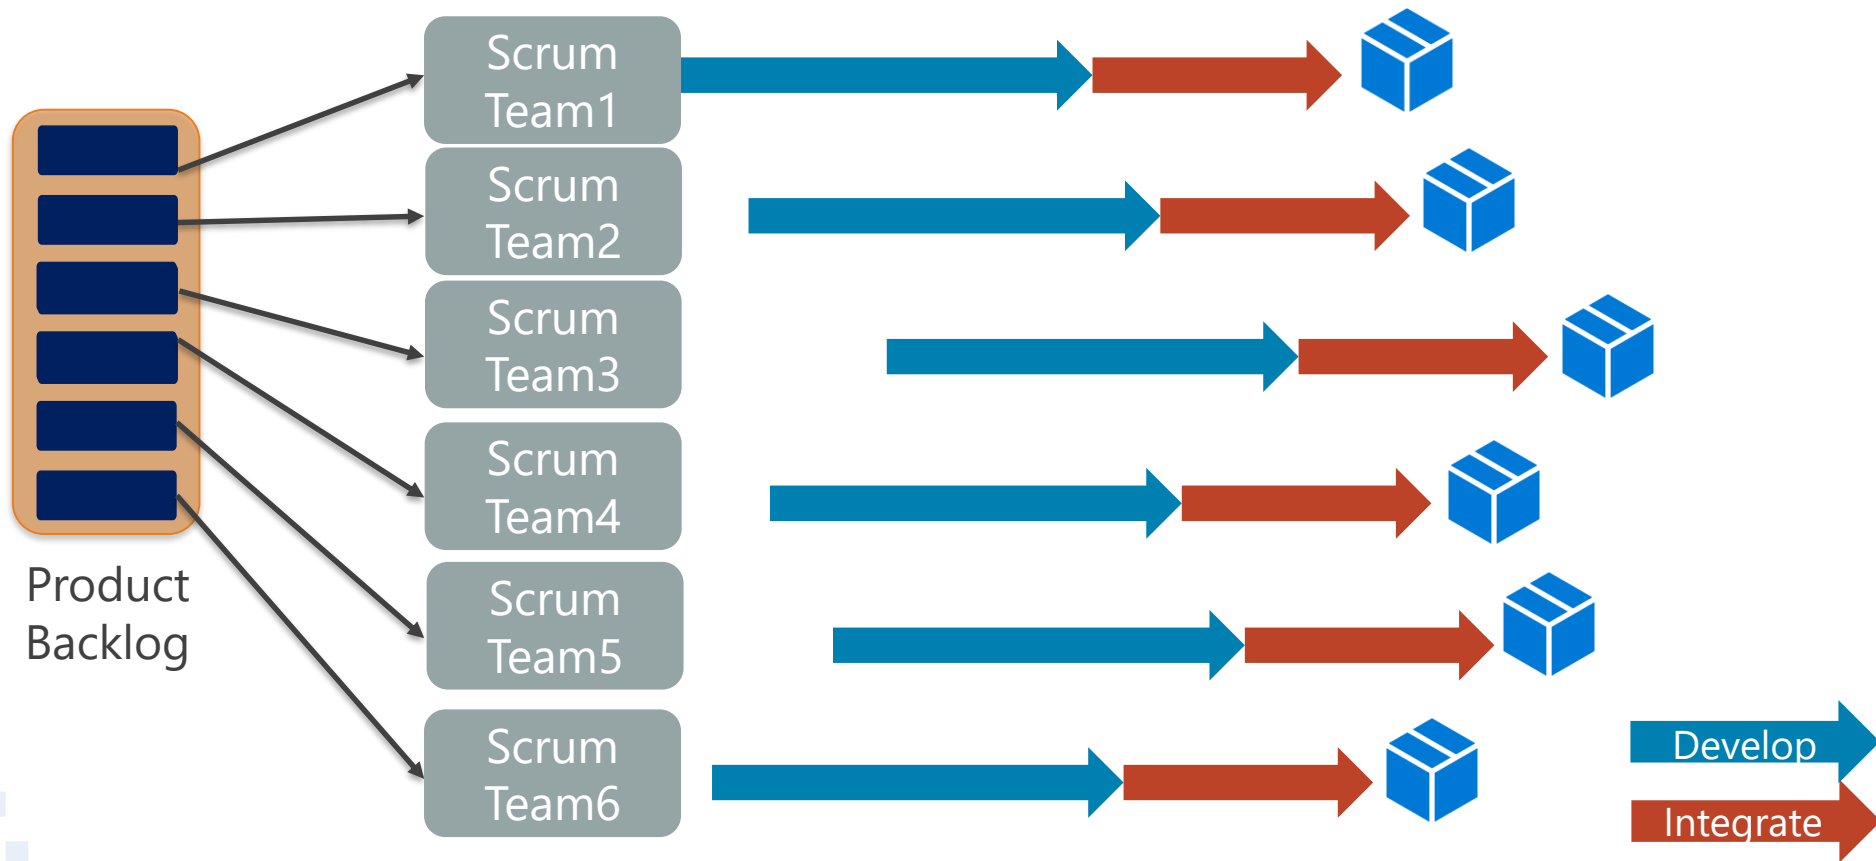 Scrum
Team1
Scrum
Team2
Scrum
Team3
Scrum
Team4
Scrum
Team5
Scrum
Team6
Product
Backlog
Develop
Integrate